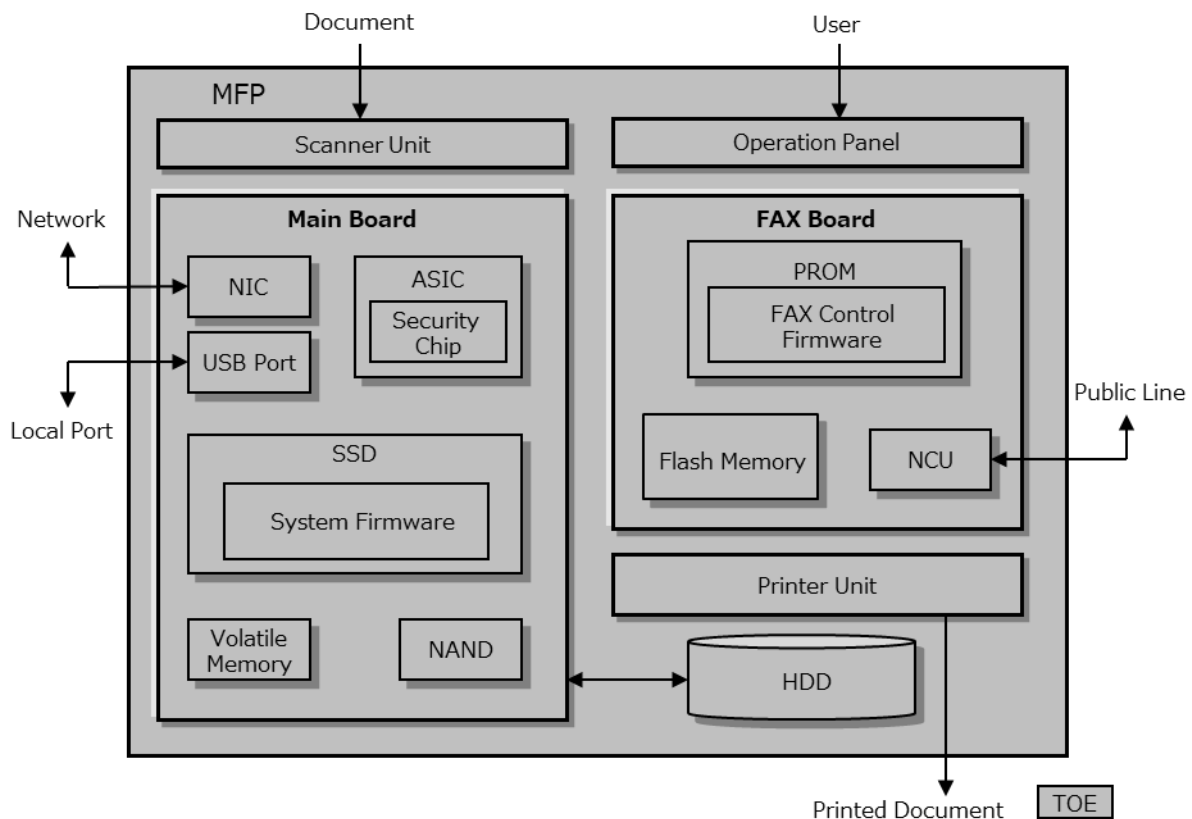 Document
User
MFP
Scanner Unit
Operation Panel
Main Board
FAX Board
Network
NIC
ASIC
Security
Chip
PROM
FAX Control
Firmware
USB Port
Local Port
Public Line
SSD
System Firmware
Flash Memory
NCU
Printer Unit
Volatile
Memory
NAND
HDD
Printed Document
TOE